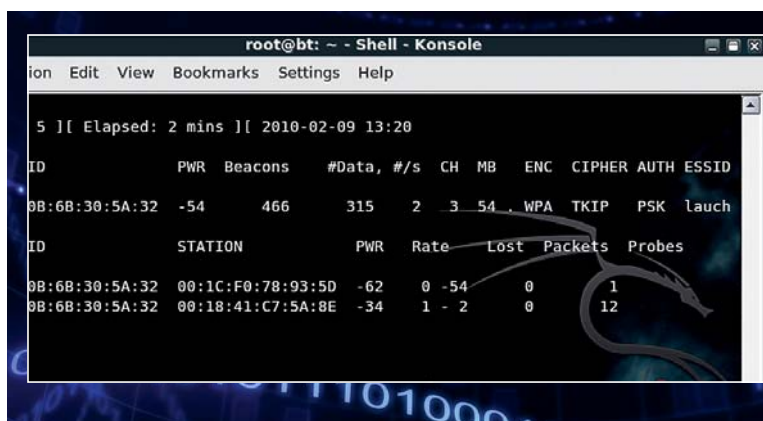 root@bt: ~ - Shell - Konsole
ion Edit View Bookmarks Settings Help
5 ][ Elapsed: 2 mins ][ 2010-02-09 13:20
ID PWR Beacons #Data, #/s CH MB ENC CIPHER AUTH ESSID
0B:6B:30:5A:32 -54 466 315 2 3 54 . WPA TKIP PSK lauch
ID STATION PWR Rate Lost Packets Probes
0B:6B:30:5A:32 00:1C:F0:78:93:5D -62 0 -54 0 1
0B:6B:30:5A:32 00:18:41:C7:5A:8E -34 1 - 2 0 12